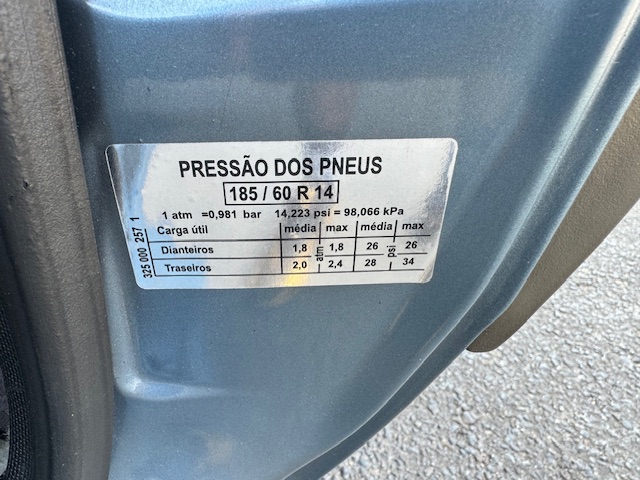 PRESSÃO DOS PNEUS
185 / 60 R 14
1 atm =0,981 bar 14,223 psi = 98,066 kPa
Carga útil média max média max
Dianteiros 1,8 atm 1,8 26 psi 26
Traseiros 2,0 2,4 28 34
325 000 257 1